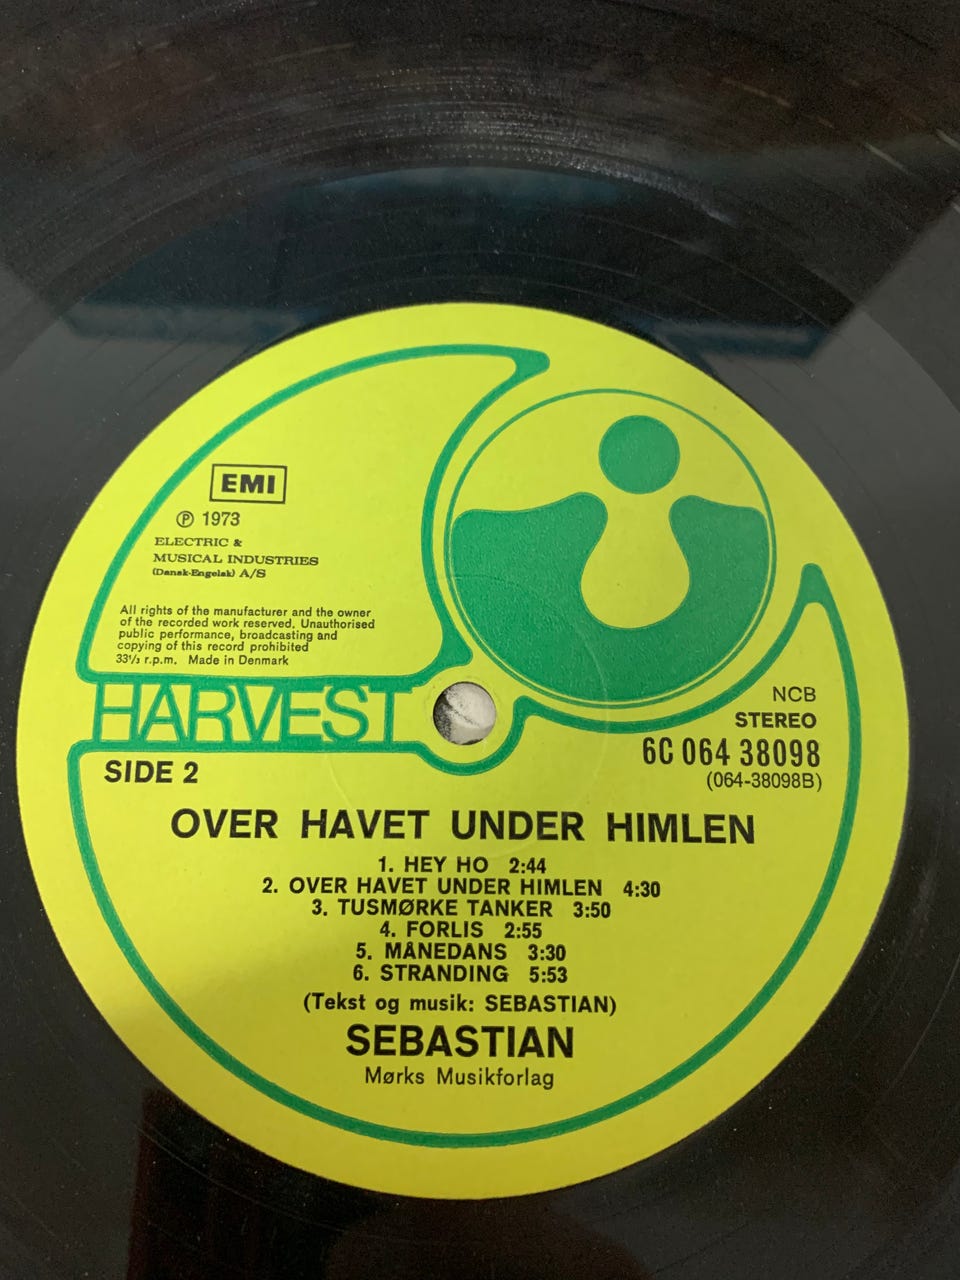 EMI
℗ 1973
ELECTRIC &
MUSICAL INDUSTRIES
(Dansk-Engelsk) A/S
All rights of the manufacturer and the owner
of the recorded work reserved. Unauthorised
public performance, broadcasting and
copying of this record prohibited
33⅓ r.p.m. Made in Denmark
HARVEST
NCB
STEREO
6C 064 38098
(064-38098B)
SIDE 2
OVER HAVET UNDER HIMLEN
1. HEY HO 2:44
2. OVER HAVET UNDER HIMLEN 4:30
3. TUSMØRKE TANKER 3:50
4. FORLIS 2:55
5. MÅNEDANS 3:30
6. STRANDING 5:53
(Tekst og musik: SEBASTIAN)
SEBASTIAN
Mørks Musikforlag